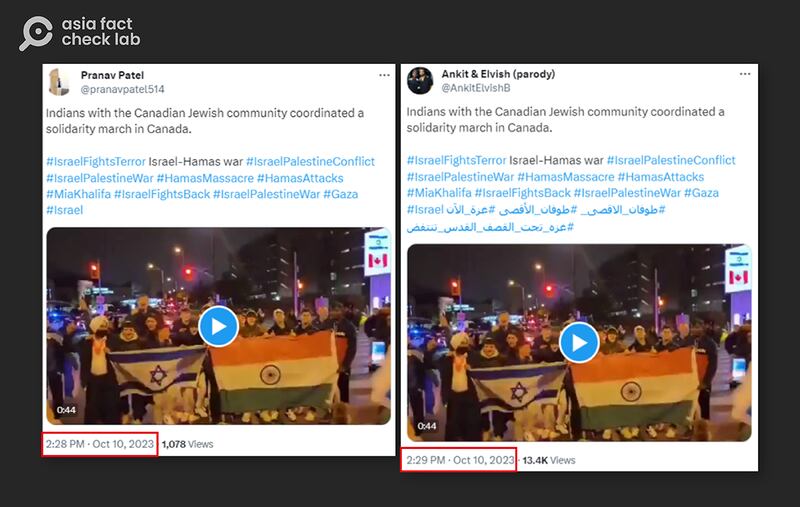 asia fact
check lab
Pranav Patel
@pranavpatel514
Indians with the Canadian Jewish community coordinated a
solidarity march in Canada.
#IsraelFightsTerror Israel-Hamas war #IsraelPalestineConflict
#IsraelPalestineWar #HamasMassacre #HamasAttacks
#MiaKhalifa #IsraelFightsBack #IsraelPalestineWar #Gaza
#Israel
0:44
2:28 PM · Oct 10, 2023 1,078 Views
Ankit & Elvish (parody)
@AnkitElvishB
Indians with the Canadian Jewish community coordinated a
solidarity march in Canada.
#IsraelFightsTerror Israel-Hamas war #IsraelPalestineConflict
#IsraelPalestineWar #HamasMassacre #HamasAttacks
#MiaKhalifa #IsraelFightsBack #IsraelPalestineWar #Gaza
#Israel #طوفان_الاقصى_ #طوفان_الأقصى #غزة_الآن
#غزه_تحت_القصف_القدس_تنتفض
0:44
2:29 PM · Oct 10, 2023 · 13.4K Views